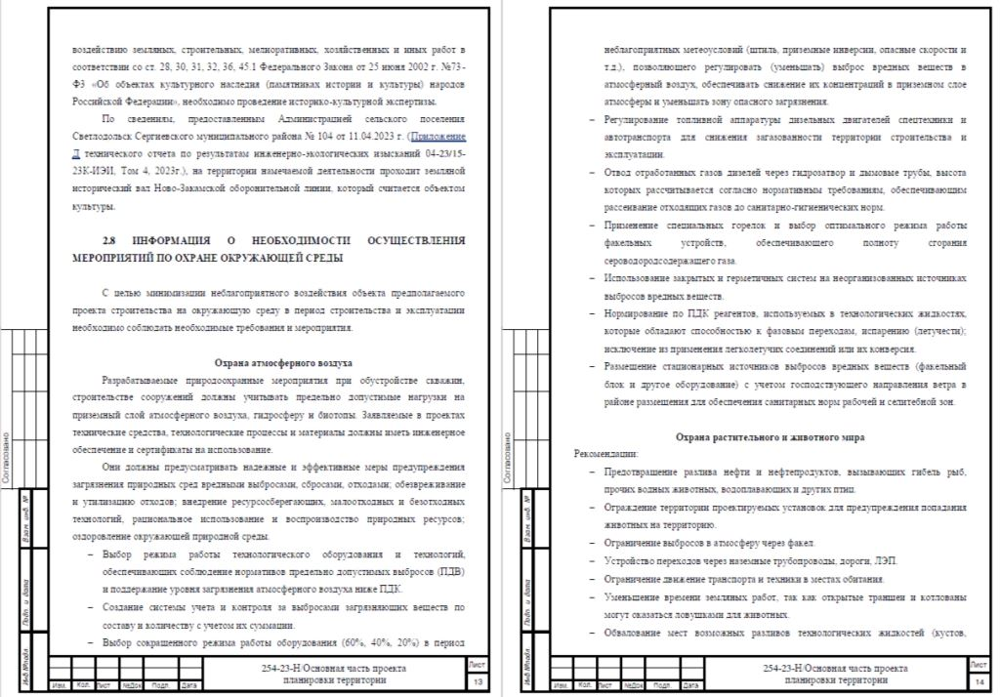 воздействию земляных, строительных, мелиоративных, хозяйственных и иных работ в
соответствии со ст. 28, 30, 31, 32, 36, 45.1 Федерального Закона от 25 июня 2002 г. №73-
ФЗ «Об объектах культурного наследия (памятниках истории и культуры) народов
Российской Федерации», необходимо проведение историко-культурной экспертизы.
По сведениям, предоставленным Администрацией сельского поселения
Светлодольск Сергиевского муниципального района № 104 от 11.04.2023 г. (Приложение
Д технического отчета по результатам инженерно-экологических изысканий 04-23/15-
23К-ИЭИ, Том 4, 2023г.), на территории намечаемой деятельности проходит земляной
исторический вал Ново-Закамской оборонительной линии, который считается объектом
культуры.
2.8 ИНФОРМАЦИЯ О НЕОБХОДИМОСТИ ОСУЩЕСТВЛЕНИЯ
МЕРОПРИЯТИЙ ПО ОХРАНЕ ОКРУЖАЮЩЕЙ СРЕДЫ
С целью минимизации неблагоприятного воздействия объекта предполагаемого
проекта строительства на окружающую среду в период строительства и эксплуатации
необходимо соблюдать необходимые требования и мероприятия.
Охрана атмосферного воздуха
Разрабатываемые природоохранные мероприятия при обустройстве скважин,
строительстве сооружений должны учитывать предельно допустимые нагрузки на
приземный слой атмосферного воздуха, гидросферу и биотопы. Заявляемые в проектах
технические средства, технологические процессы и материалы должны иметь инженерное
обеспечение и сертификаты на использование.
Они должны предусматривать надежные и эффективные меры предупреждения
загрязнения природных сред вредными выбросами, сбросами, отходами; обезвреживание
и утилизацию отходов; внедрение ресурсосберегающих, малоотходных и безотходных
технологий, рациональное использование и воспроизводство природных ресурсов;
оздоровление окружающей природной среды.
– Выбор режима работы технологического оборудования и технологий,
обеспечивающих соблюдение нормативов предельно допустимых выбросов (ПДВ)
и поддержание уровня загрязнения атмосферного воздуха ниже ПДК.
– Создание системы учета и контроля за выбросами загрязняющих веществ по
составу и количеству с учетом их суммации.
– Выбор сокращенного режима работы оборудования (60%, 40%, 20%) в период
Согласовано
Взам. инв. №
Подп. и дата
Инв.№подл.
Изм.
Кол.
Лист
№Док
Подп.
Дата
254-23-Н/Основная часть проекта
планировки территории
Лист
13
неблагоприятных метеоусловий (штиль, приземные инверсии, опасные скорости и
т.д.), позволяющего регулировать (уменьшать) выброс вредных веществ в
атмосферный воздух, обеспечивать снижение их концентраций в приземном слое
атмосферы и уменьшать зону опасного загрязнения.
– Регулирование топливной аппаратуры дизельных двигателей спецтехники и
автотранспорта для снижения загазованности территории строительства и
эксплуатации.
– Отвод отработанных газов дизелей через гидрозатвор и дымовые трубы, высота
которых рассчитывается согласно нормативным требованиям, обеспечивающим
рассеивание отходящих газов до санитарно-гигиенических норм.
– Применение специальных горелок и выбор оптимального режима работы
факельных устройств, обеспечивающего полноту сгорания
сероводородсодержащего газа.
– Использование закрытых и герметичных систем на неорганизованных источниках
выбросов вредных веществ.
– Нормирование по ПДК реагентов, используемых в технологических жидкостях,
которые обладают способностью к фазовым переходам, испарению (летучести);
исключение из применения легколетучих соединений или их конверсия.
– Размещение стационарных источников выбросов вредных веществ (факельный
блок и другое оборудование) с учетом господствующего направления ветра в
районе размещения для обеспечения санитарных норм рабочей и селитебной зон.
Охрана растительного и животного мира
Рекомендации:
– Предотвращение разлива нефти и нефтепродуктов, вызывающих гибель рыб,
прочих водных животных, водоплавающих и других птиц.
– Ограждение территории проектируемых установок для предупреждения попадания
животных на территорию.
– Ограничение выбросов в атмосферу через факел.
– Устройство переходов через наземные трубопроводы, дороги, ЛЭП.
– Ограничение движение транспорта и техники в местах обитания.
– Уменьшение времени земляных работ, так как открытые траншеи и котлованы
могут оказаться ловушками для животных.
– Обвалование мест возможных разливов технологических жидкостей (кустов,
Согласовано
Взам. инв. №
Подп. и дата
Инв.№подл.
Изм.
Кол.
Лист
№Док
Подп.
Дата
254-23-Н/Основная часть проекта
планировки территории
Лист
14